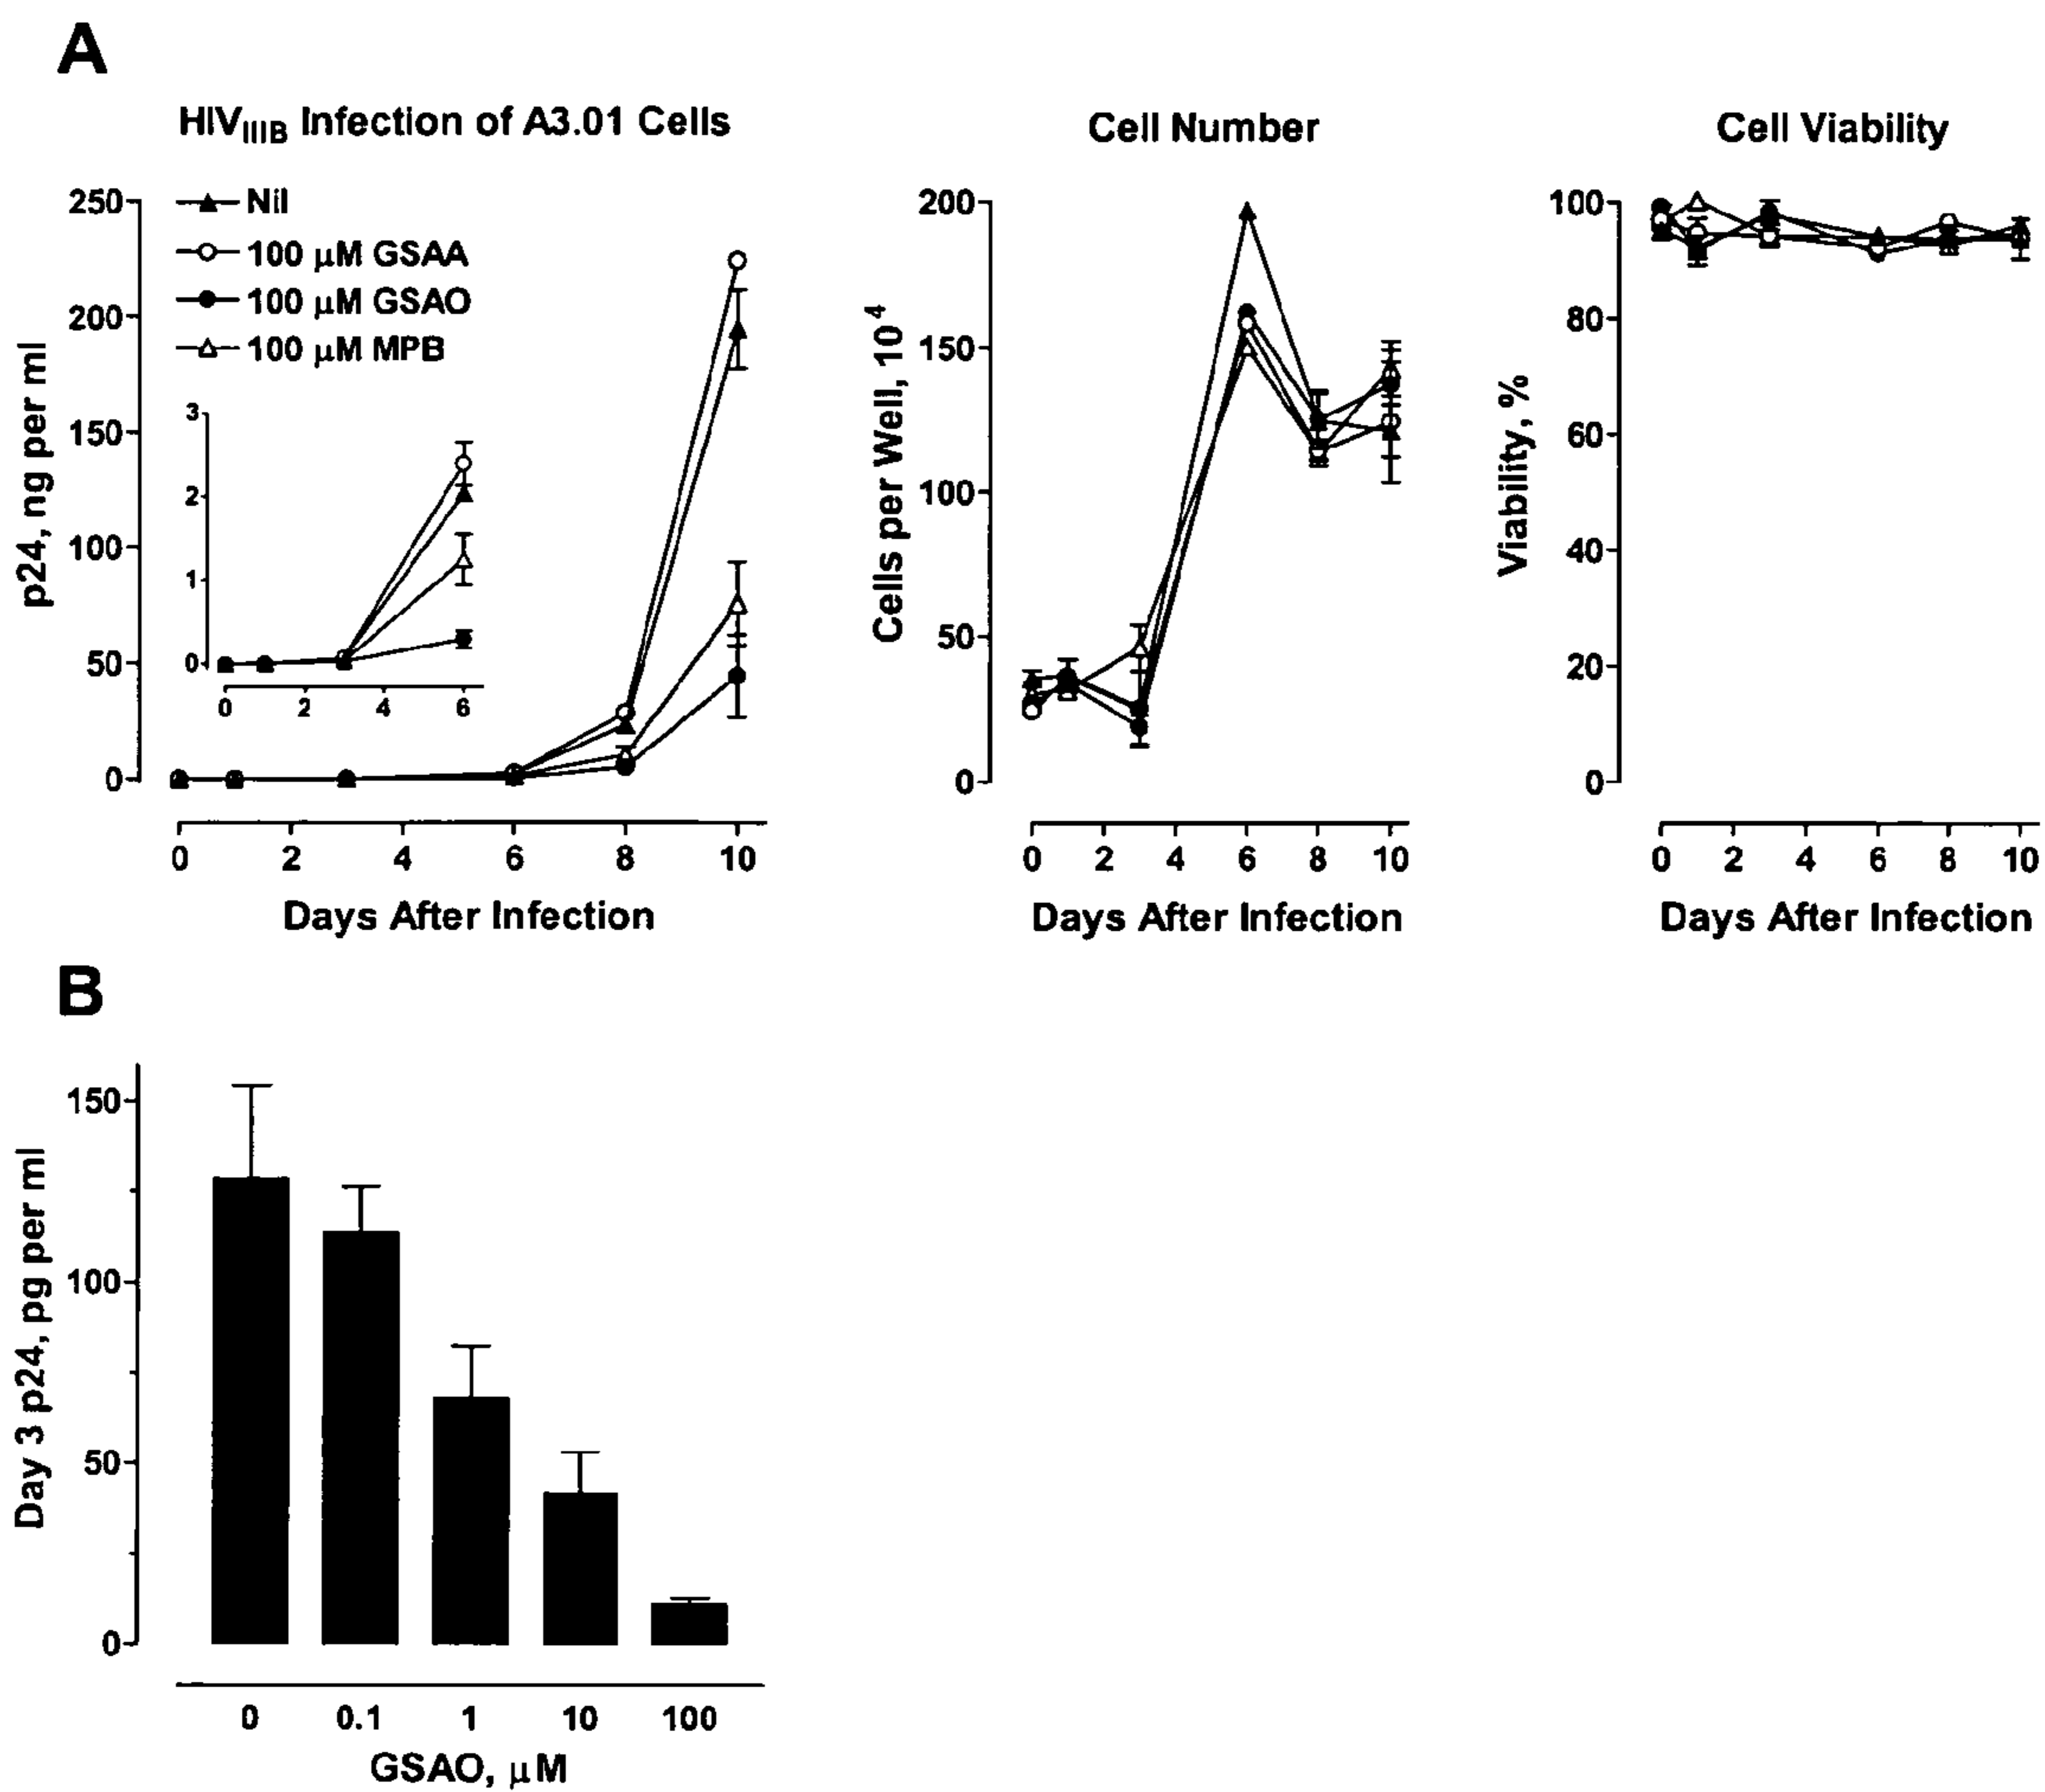 A
HIVIIIB Infection of A3.01 Cells
Nil
100 μM GSAA
100 μM GSAO
100 μM MPB
250
200
150
100
50
0
p24, ng per ml
3
2
1
0
0 2 4 6
0 2 4 6 8 10
Days After Infection
Cell Number
200
150
100
50
0
Cells per Well, 10 4
0 2 4 6 8 10
Days After Infection
Cell Viability
100
80
60
40
20
0
Viability, %
0 2 4 6 8 10
Days After Infection
B
150
100
50
0
Day 3 p24, pg per ml
0 0.1 1 10 100
GSAO, μM